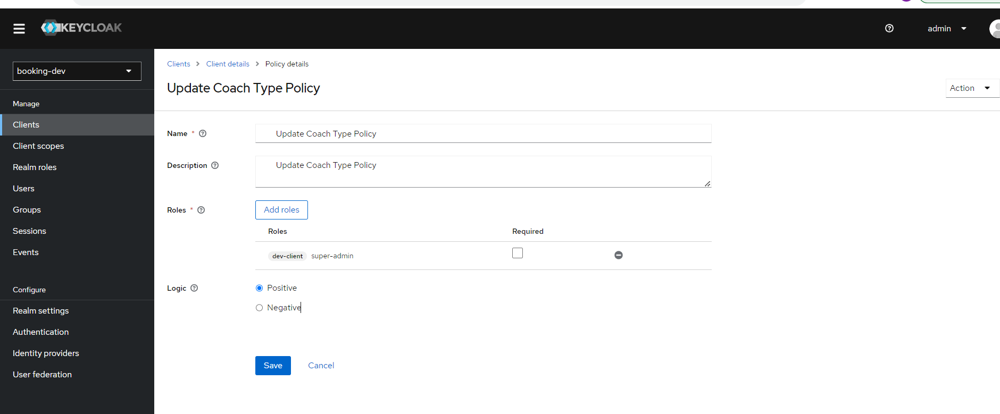 KEYCLOAK
admin
booking-dev
Manage
Clients
Client scopes
Realm roles
Users
Groups
Sessions
Events
Configure
Realm settings
Authentication
Identity providers
User federation
Clients > Client details > Policy details
Update Coach Type Policy
Action
Name * Update Coach Type Policy
Description Update Coach Type Policy
Roles * Add roles
Roles Required
dev-client super-admin
Logic Positive
Negative
Save Cancel